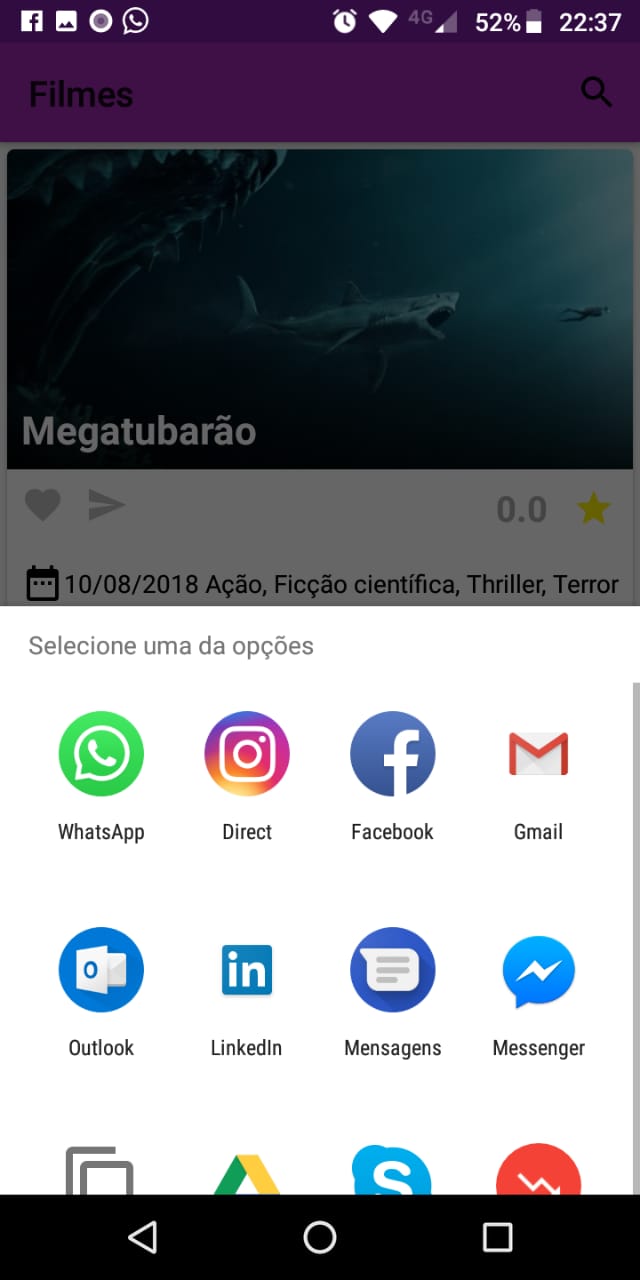 4G 52% 22:37
Filmes
Megatubarão
0.0
10/08/2018 Ação, Ficção científica, Thriller, Terror
Selecione uma da opções
WhatsApp Direct Facebook Gmail
Outlook LinkedIn Mensagens Messenger